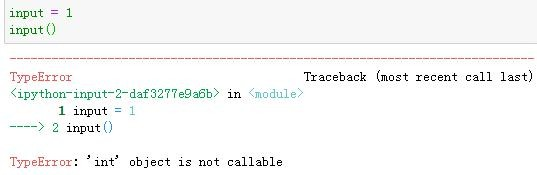 input = 1
input()
---------------------------------------------------------------------------
TypeError                                 Traceback (most recent call last)
<ipython-input-2-daf3277e9a6b> in <module>
      1 input = 1
----> 2 input()
TypeError: 'int' object is not callable